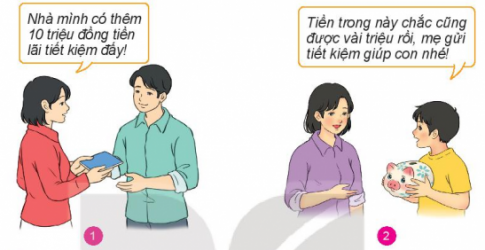 Nhà mình có thêm
10 triệu đồng tiền
lãi tiết kiệm đấy!
Tiền trong này chắc cũng
được vài triệu rồi, mẹ gửi
tiết kiệm giúp con nhé!
1
2